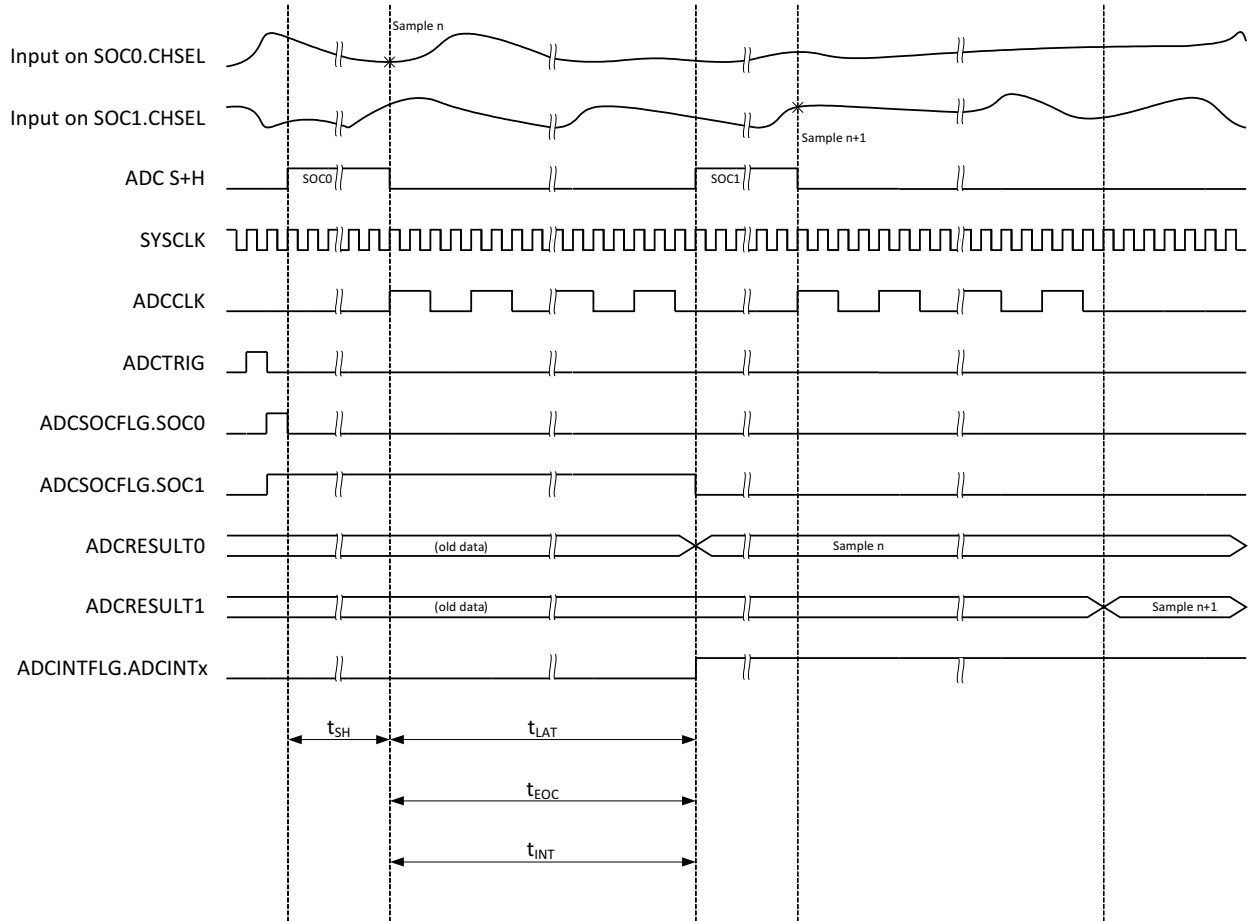 Sample n
Input on SOC0.CHSEL
Input on SOC1.CHSEL
Sample n+1
ADC S+H
SOC0
SOC1
SYSCLK
ADCCLK
ADCTRIG
ADCSOCFLG.SOC0
ADCSOCFLG.SOC1
ADCRESULT0
(old data)
Sample n
ADCRESULT1
(old data)
Sample n+1
ADCINTFLG.ADCINTx
tSH
tLAT
tEOC
tINT